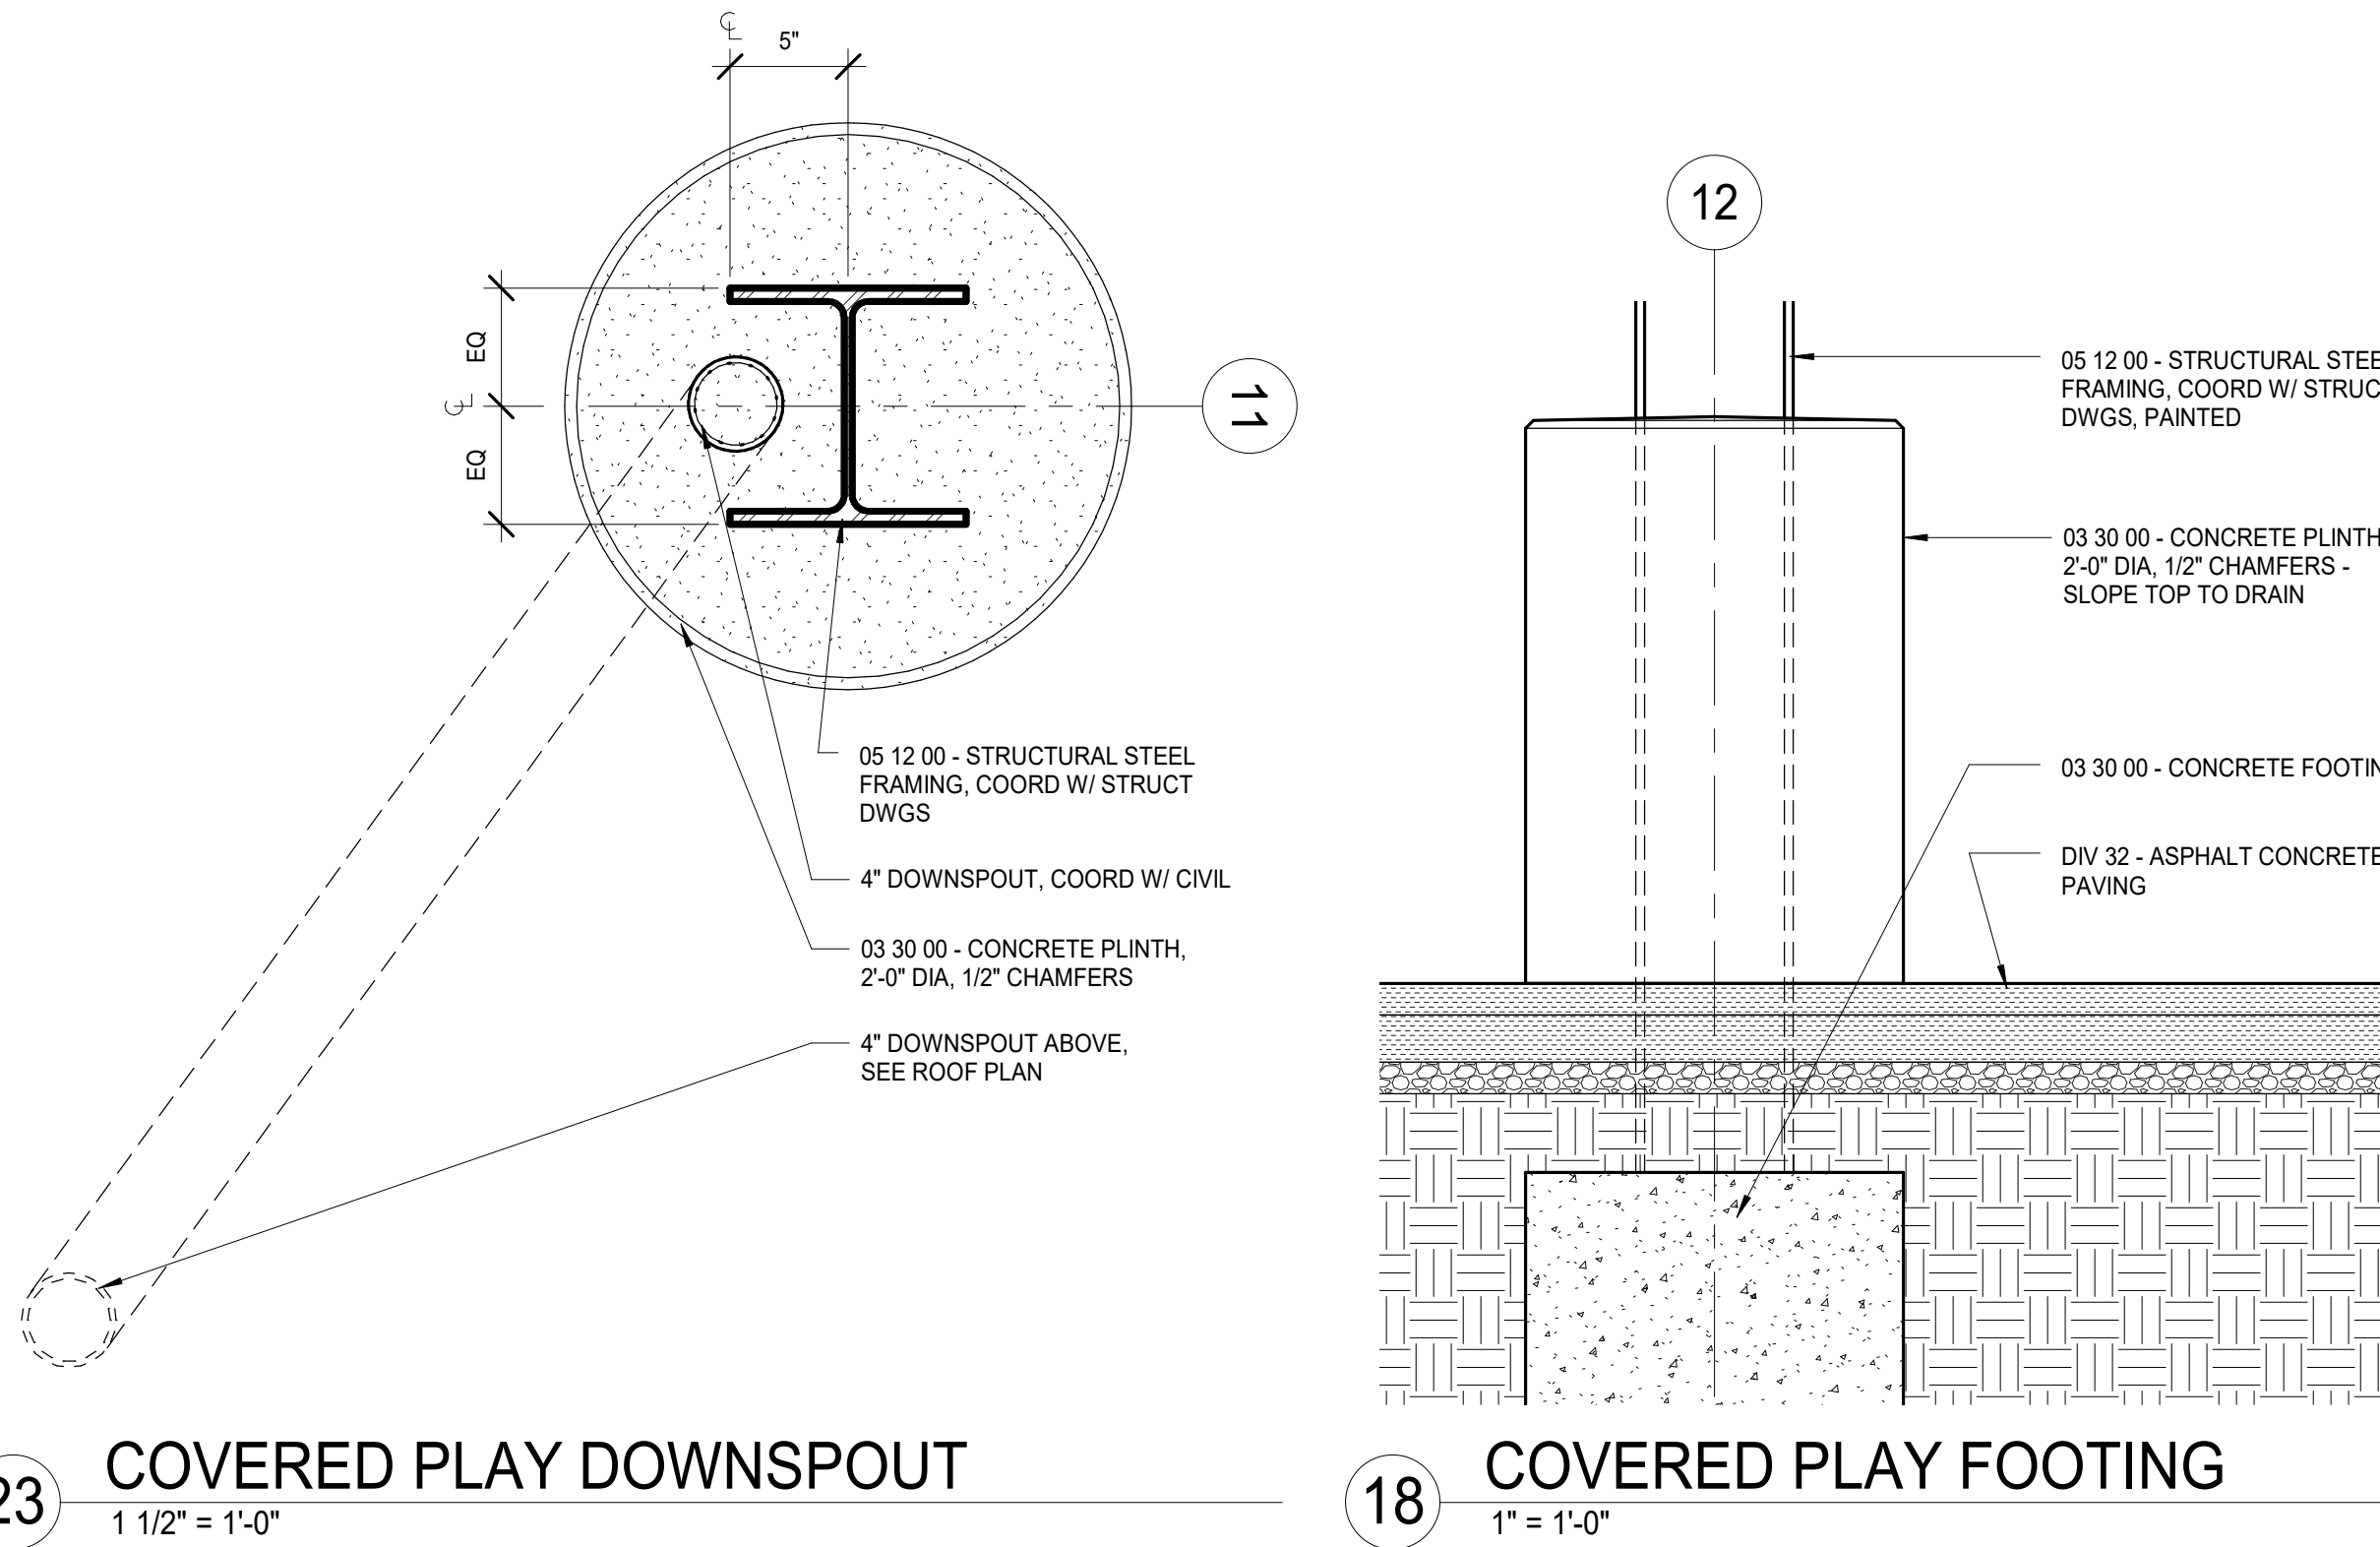 ℄
5"
EQ
℄
EQ
11
05 12 00 - STRUCTURAL STEEL
FRAMING, COORD W/ STRUCT
DWGS
4" DOWNSPOUT, COORD W/ CIVIL
03 30 00 - CONCRETE PLINTH,
2'-0" DIA, 1/2" CHAMFERS
4" DOWNSPOUT ABOVE,
SEE ROOF PLAN
23
COVERED PLAY DOWNSPOUT
1 1/2" = 1'-0"
12
05 12 00 - STRUCTURAL STEE
FRAMING, COORD W/ STRUC
DWGS, PAINTED
03 30 00 - CONCRETE PLINTH
2'-0" DIA, 1/2" CHAMFERS -
SLOPE TOP TO DRAIN
03 30 00 - CONCRETE FOOTIN
DIV 32 - ASPHALT CONCRETE
PAVING
18
COVERED PLAY FOOTING
1" = 1'-0"